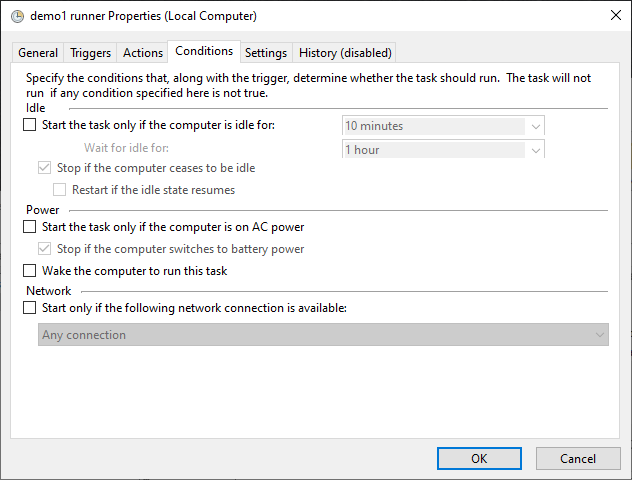 demo1 runner Properties (Local Computer)
General Triggers Actions Conditions Settings History (disabled)
Specify the conditions that, along with the trigger, determine whether the task should run. The task will not
run if any condition specified here is not true.
Idle
Start the task only if the computer is idle for: 10 minutes
Wait for idle for: 1 hour
Stop if the computer ceases to be idle
Restart if the idle state resumes
Power
Start the task only if the computer is on AC power
Stop if the computer switches to battery power
Wake the computer to run this task
Network
Start only if the following network connection is available:
Any connection
OK Cancel